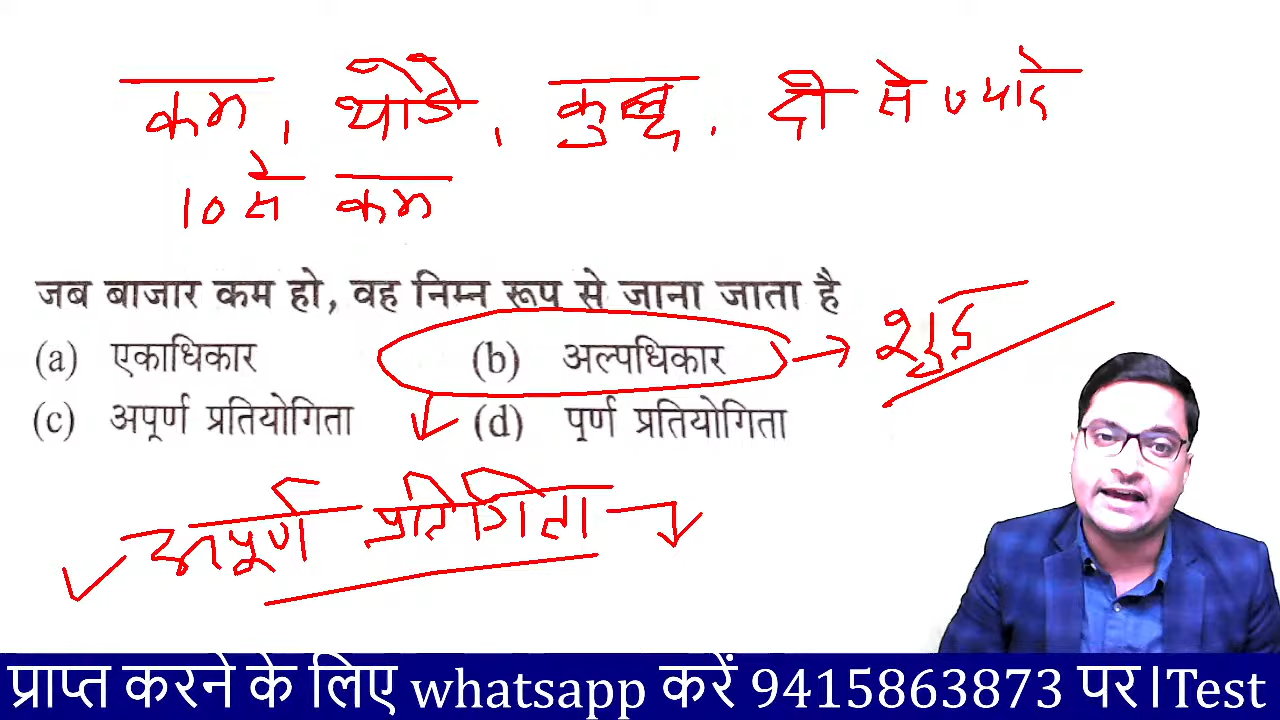 कम, थोडे, कुछ, दो से ज्यादे
10 से कम
जब बाजार कम हो, वह निम्न रूप से जाना जाता है
(a) एकाधिकार (b) अल्पधिकार → शुद्ध
(c) अपूर्ण प्रतियोगिता (d) पूर्ण प्रतियोगिता
अपूर्ण प्रतिगिता
प्राप्त करने के लिए whatsapp करें 9415863873 पर।Test